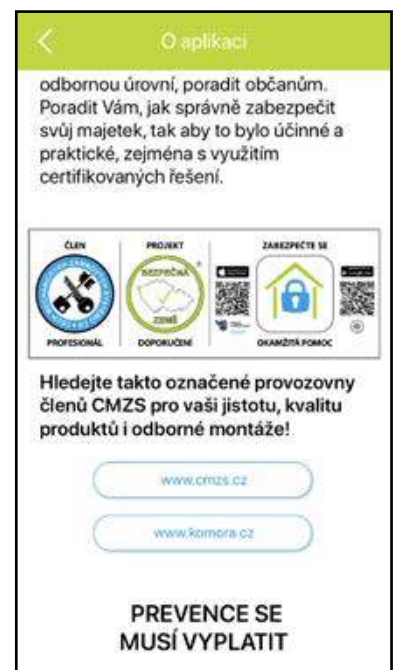 O aplikaci
odbornou úrovní, poradit občanům.
Poradit Vám, jak správně zabezpečit
svůj majetek, tak aby to bylo účinné a
praktické, zejména s využitím
certifikovaných řešení.
ČLEN
PROJEKT
ZABEZPEČTE SE
BEZPEČNÁ
ZEMĚ
PROFESIONÁL
DOPORUČENÍ
OKAMŽITÁ POMOC
Hledejte takto označené provozovny
členů CMZS pro vaši jistotu, kvalitu
produktů i odborné montáže!
www.cmzs.cz
www.komora.cz
PREVENCE SE
MUSÍ VYPLATIT